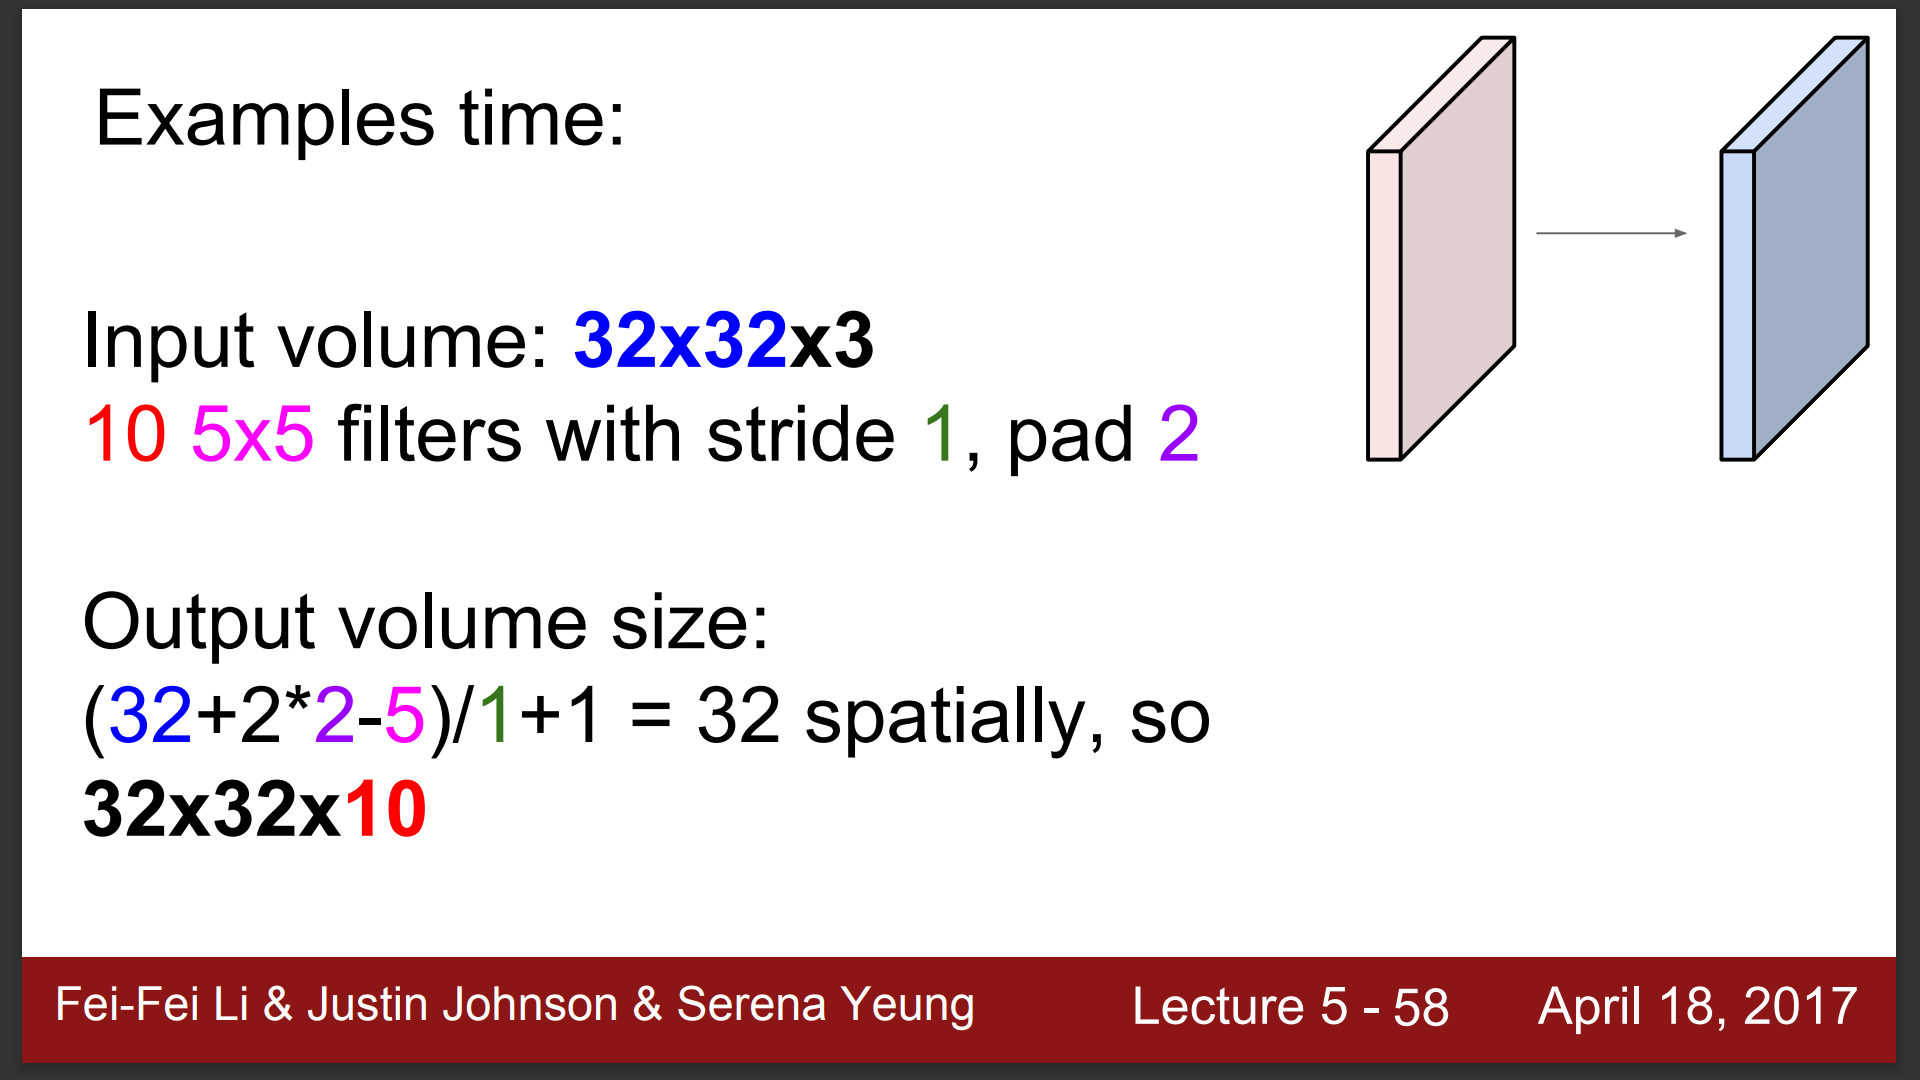 Examples time:
Input volume: 32x32x3
10 5x5 filters with stride 1, pad 2
Output volume size:
(32+2*2-5)/1+1 = 32 spatially, so
32x32x10
Fei-Fei Li & Justin Johnson & Serena Yeung
Lecture 5 - 58
April 18, 2017